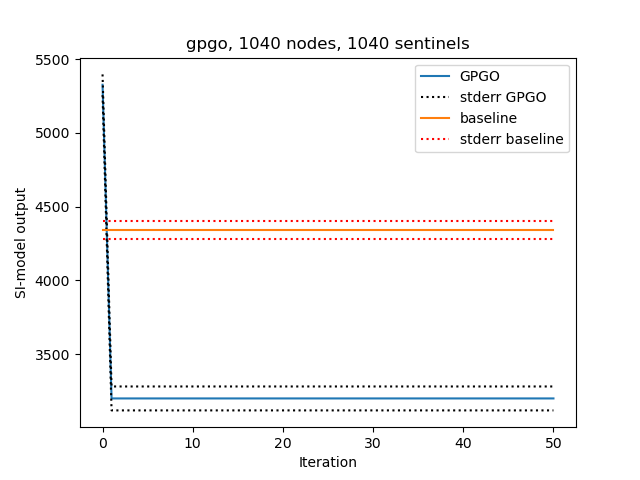 gpgo, 1040 nodes, 1040 sentinels
5500
5000
4500
4000
3500
SI-model output
GPGO
stderr GPGO
baseline
stderr baseline
0
10
20
30
40
50
Iteration